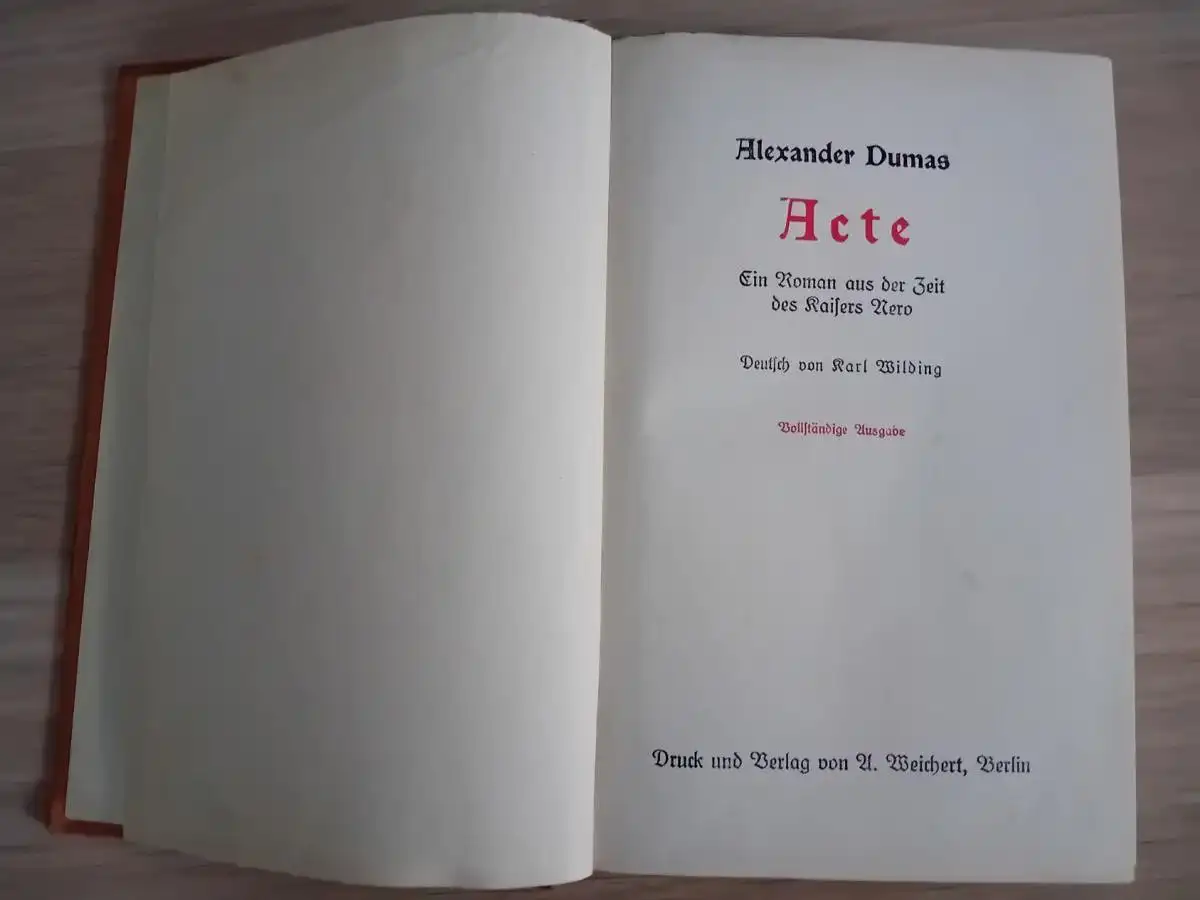 Alexander Dumas
Acte
Ein Roman aus der Zeit
des Kaiſers Nero
Deutſch von Karl Wilding
Vollſtändige Ausgabe
Druck und Verlag von A. Weichert, Berlin